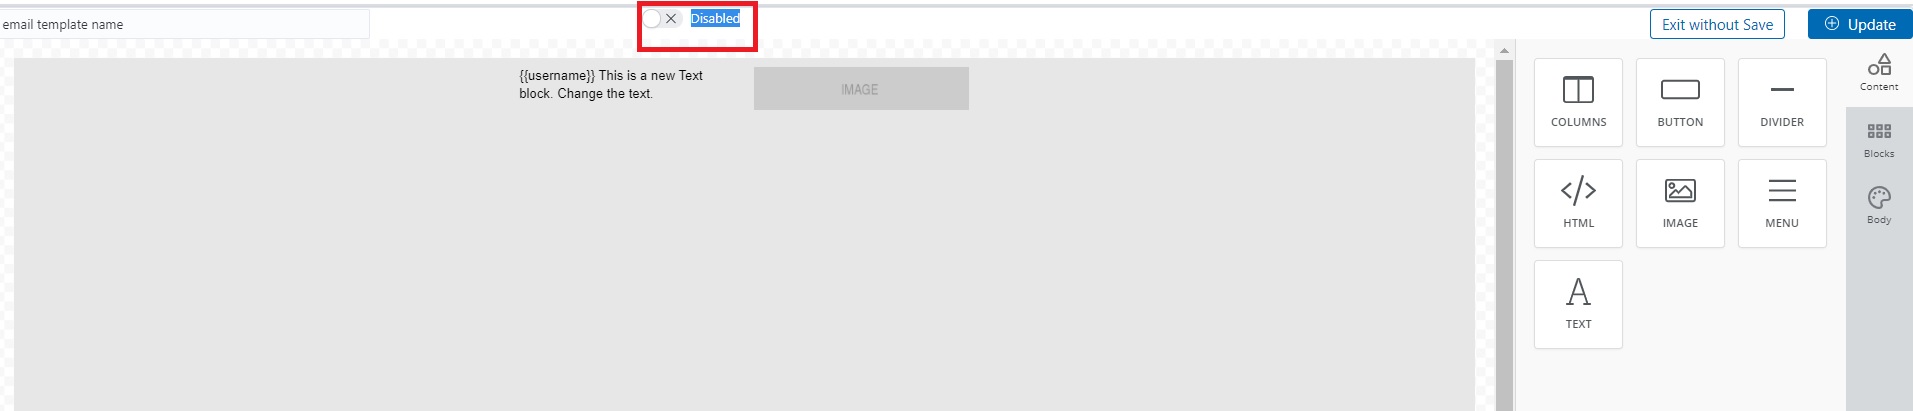 email template name
Disabled
Exit without Save
Update
{{username}} This is a new Text
block. Change the text.
IMAGE
COLUMNS
BUTTON
DIVIDER
HTML
IMAGE
MENU
TEXT
Content
Blocks
Body